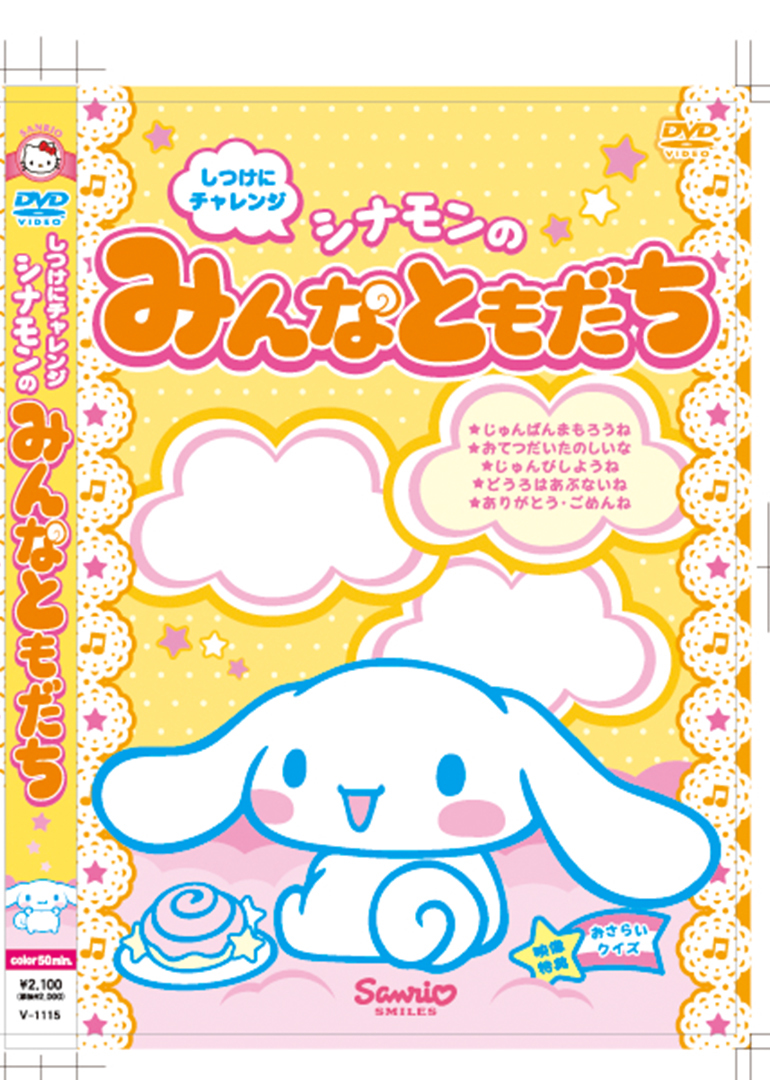 SANRIO
DVD
VIDEO
しつけにチャレンジ
シナモンの
みんなともだち
color 50min.
¥2,100
V-1115
DVD
VIDEO
しつけに
チャレンジ
シナモンの
みんなともだち
★じゅんばんまもろうね
★おてつだいたのしいな
★じゅんびしようね
★どうろはあぶないね
★ありがとう・ごめんね
映像
特典
おさらい
クイズ
Sanrio
SMILES